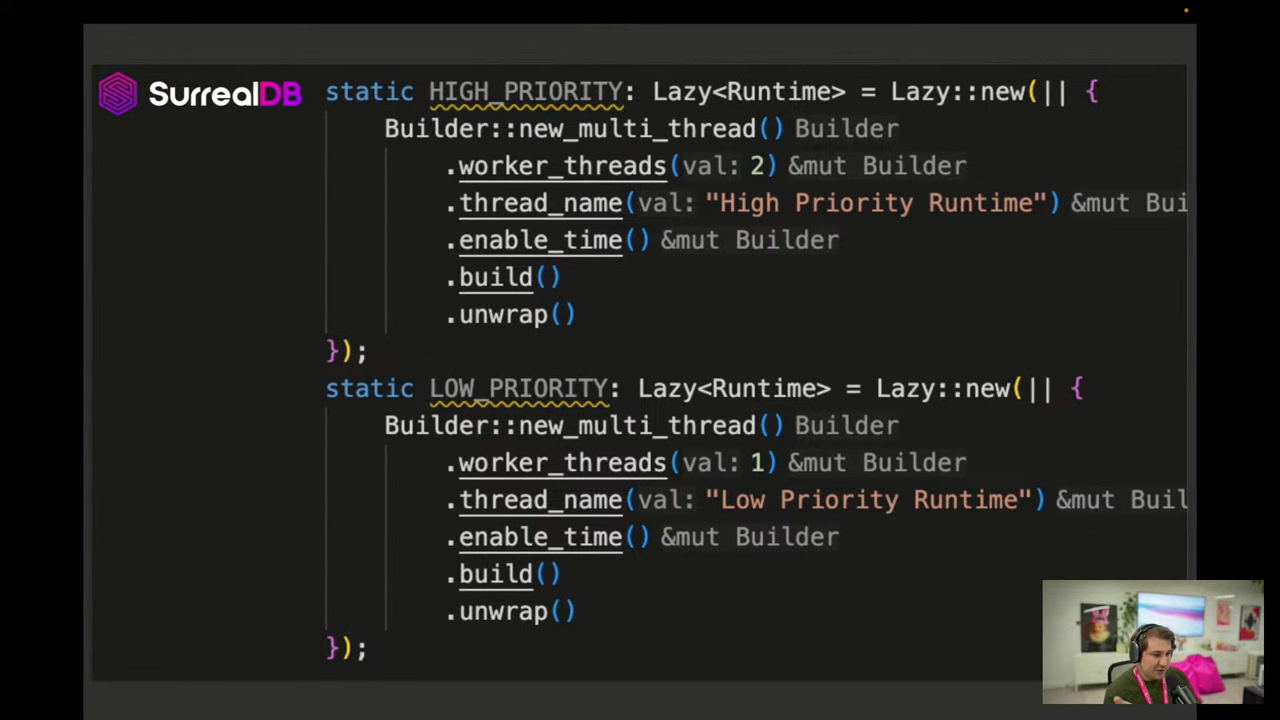 SurrealDB
static HIGH_PRIORITY: Lazy<Runtime> = Lazy::new(|| {
Builder::new_multi_thread() Builder
.worker_threads(val: 2) &mut Builder
.thread_name(val: "High Priority Runtime") &mut Bui
.enable_time() &mut Builder
.build()
.unwrap()
});
static LOW_PRIORITY: Lazy<Runtime> = Lazy::new(|| {
Builder::new_multi_thread() Builder
.worker_threads(val: 1) &mut Builder
.thread_name(val: "Low Priority Runtime") &mut Buil
.enable_time() &mut Builder
.build()
.unwrap()
});